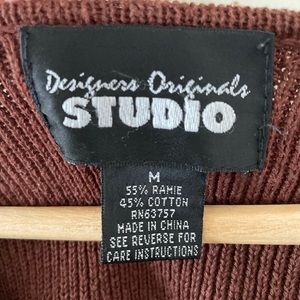 Designers Originals
STUDIO
M
55% RAMIE
45% COTTON
RN63757
MADE IN CHINA
SEE REVERSE FOR
CARE INSTRUCTIONS